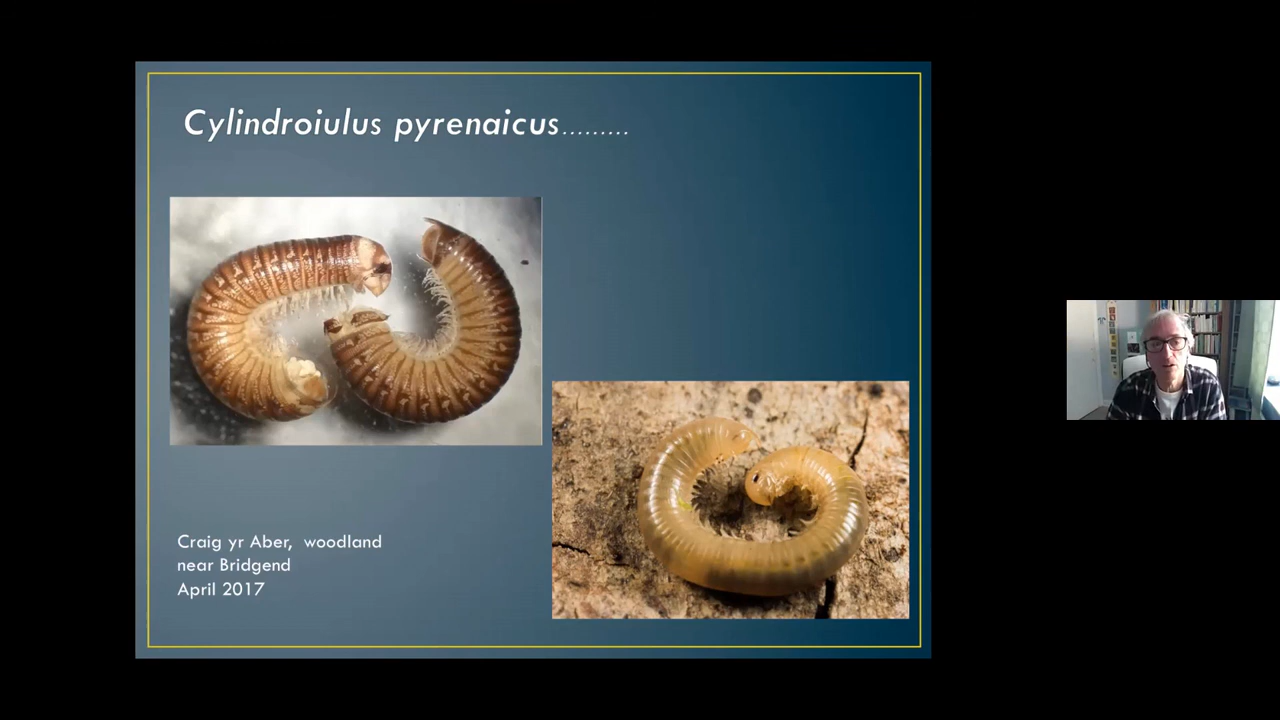 Cylindroiulus pyrenaicus.........
Craig yr Aber, woodland
near Bridgend
April 2017